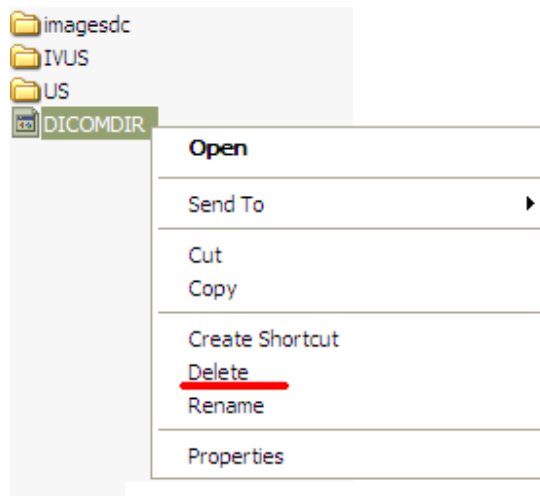 imagesdc
IVUS
US
DICOMDIR
Open
Send To
Cut
Copy
Create Shortcut
Delete
Rename
Properties